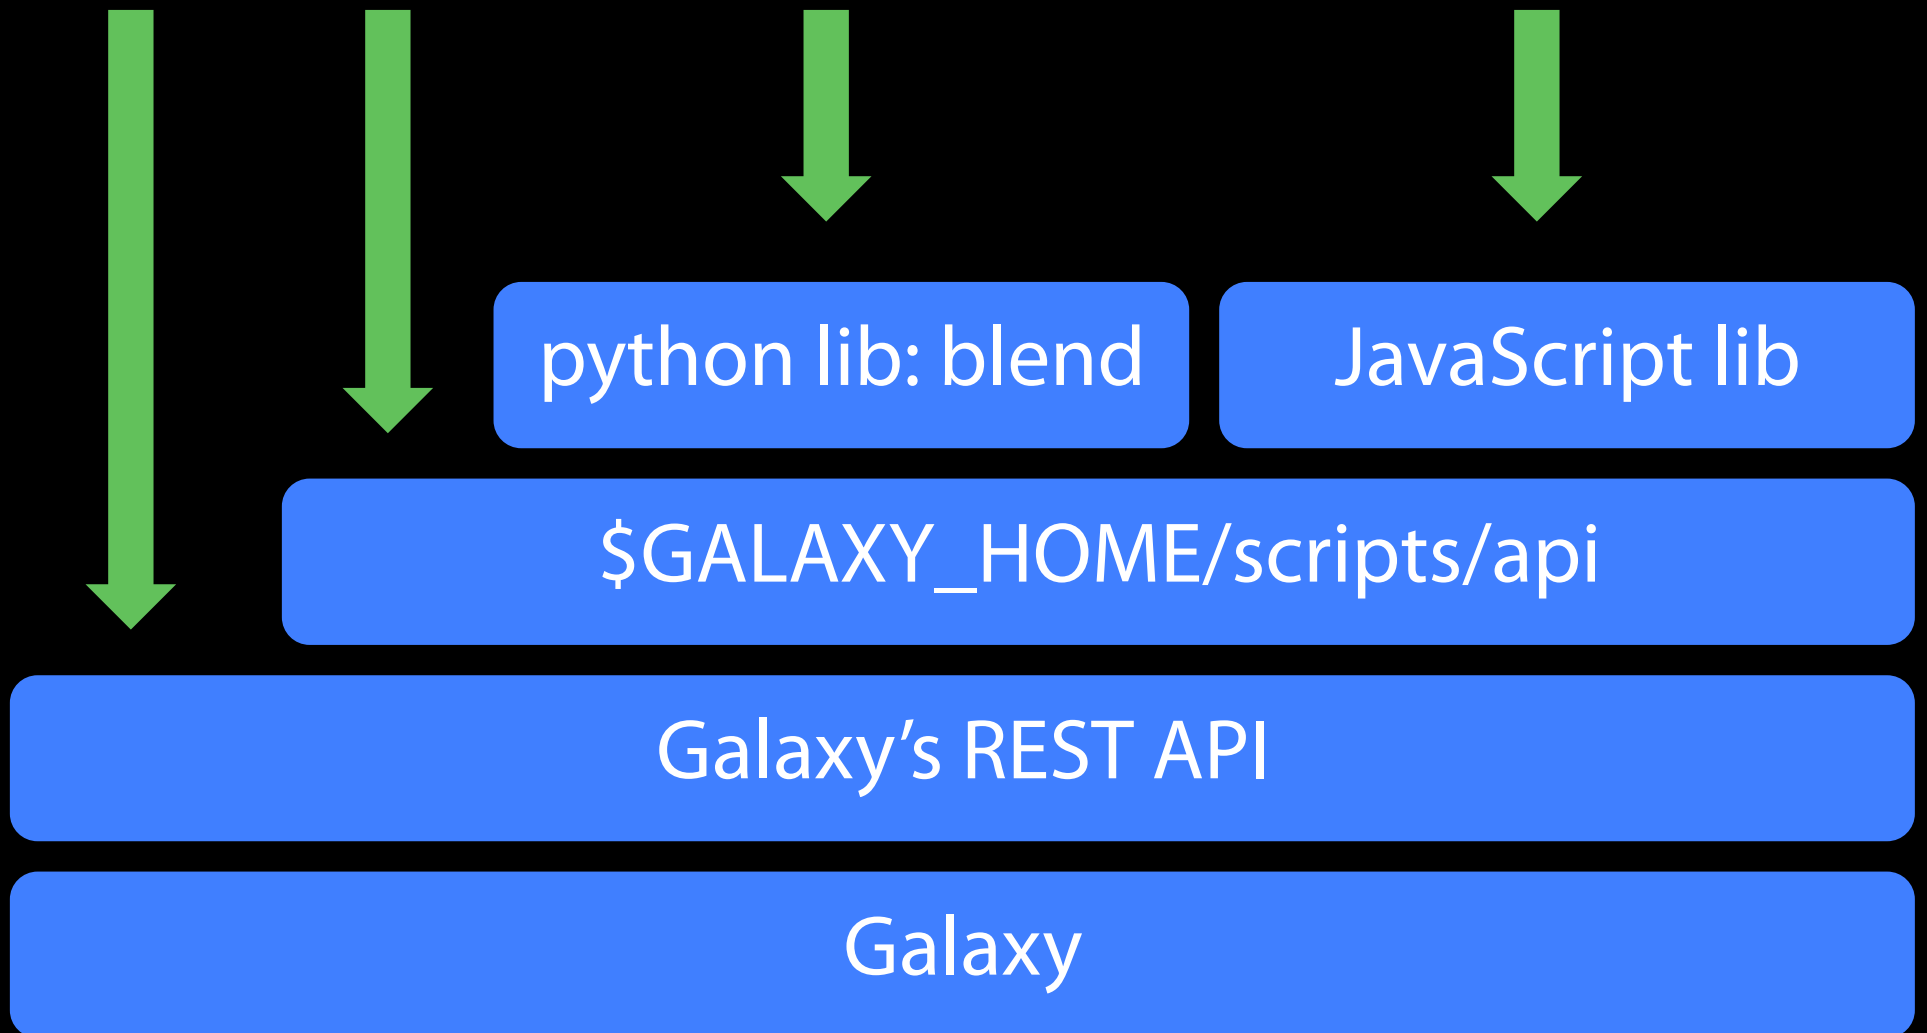 python lib: blend
JavaScript lib
$GALAXY_HOME/scripts/api
Galaxy’s REST API
Galaxy